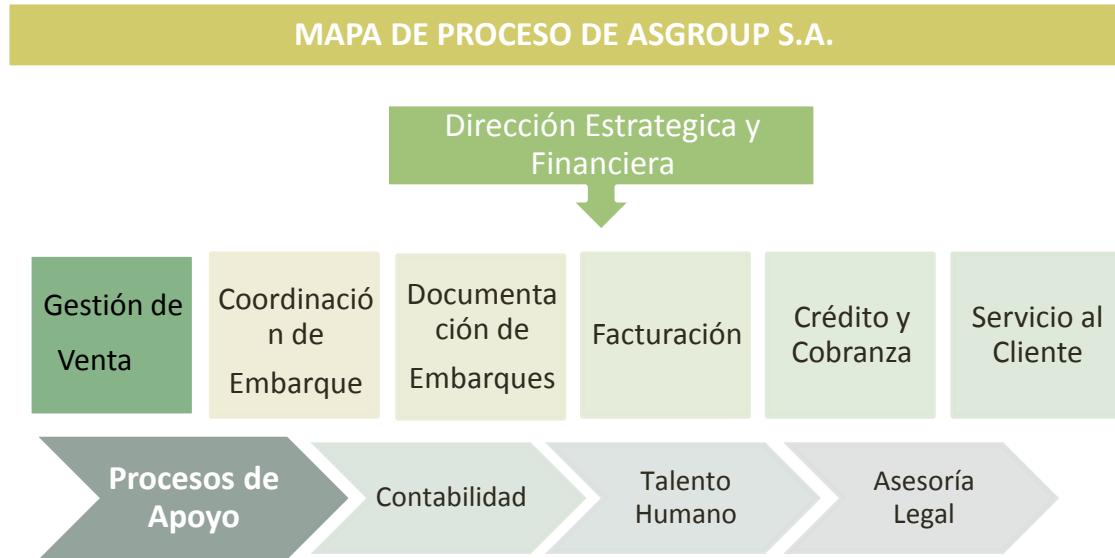 MAPA DE PROCESO DE ASGROUP S.A.
Dirección Estrategica y
Financiera
Gestión de
Venta
Coordinació
n de
Embarque
Documenta
ción de
Embarques
Facturación
Crédito y
Cobranza
Servicio al
Cliente
Procesos de
Apoyo
Contabilidad
Talento
Humano
Asesoría
Legal